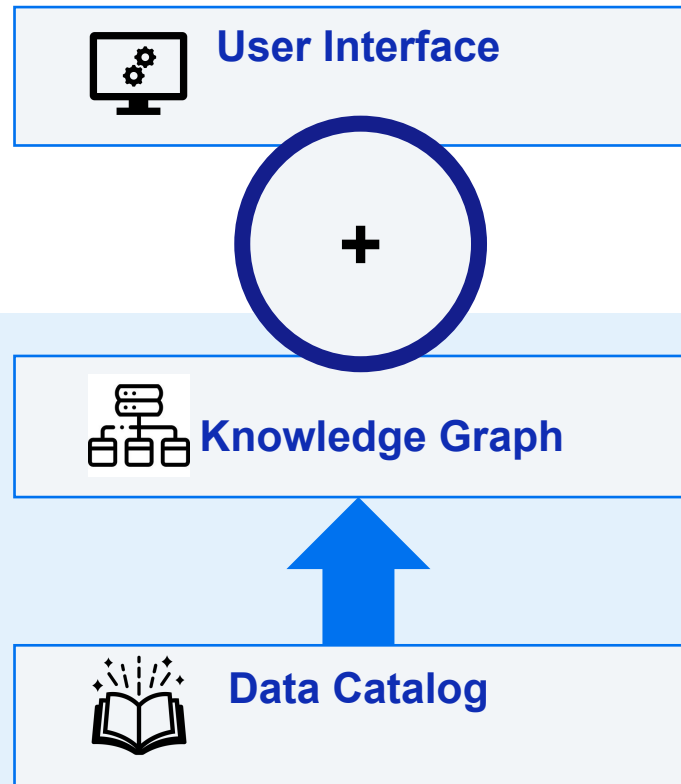 User Interface
+
Knowledge Graph
Data Catalog